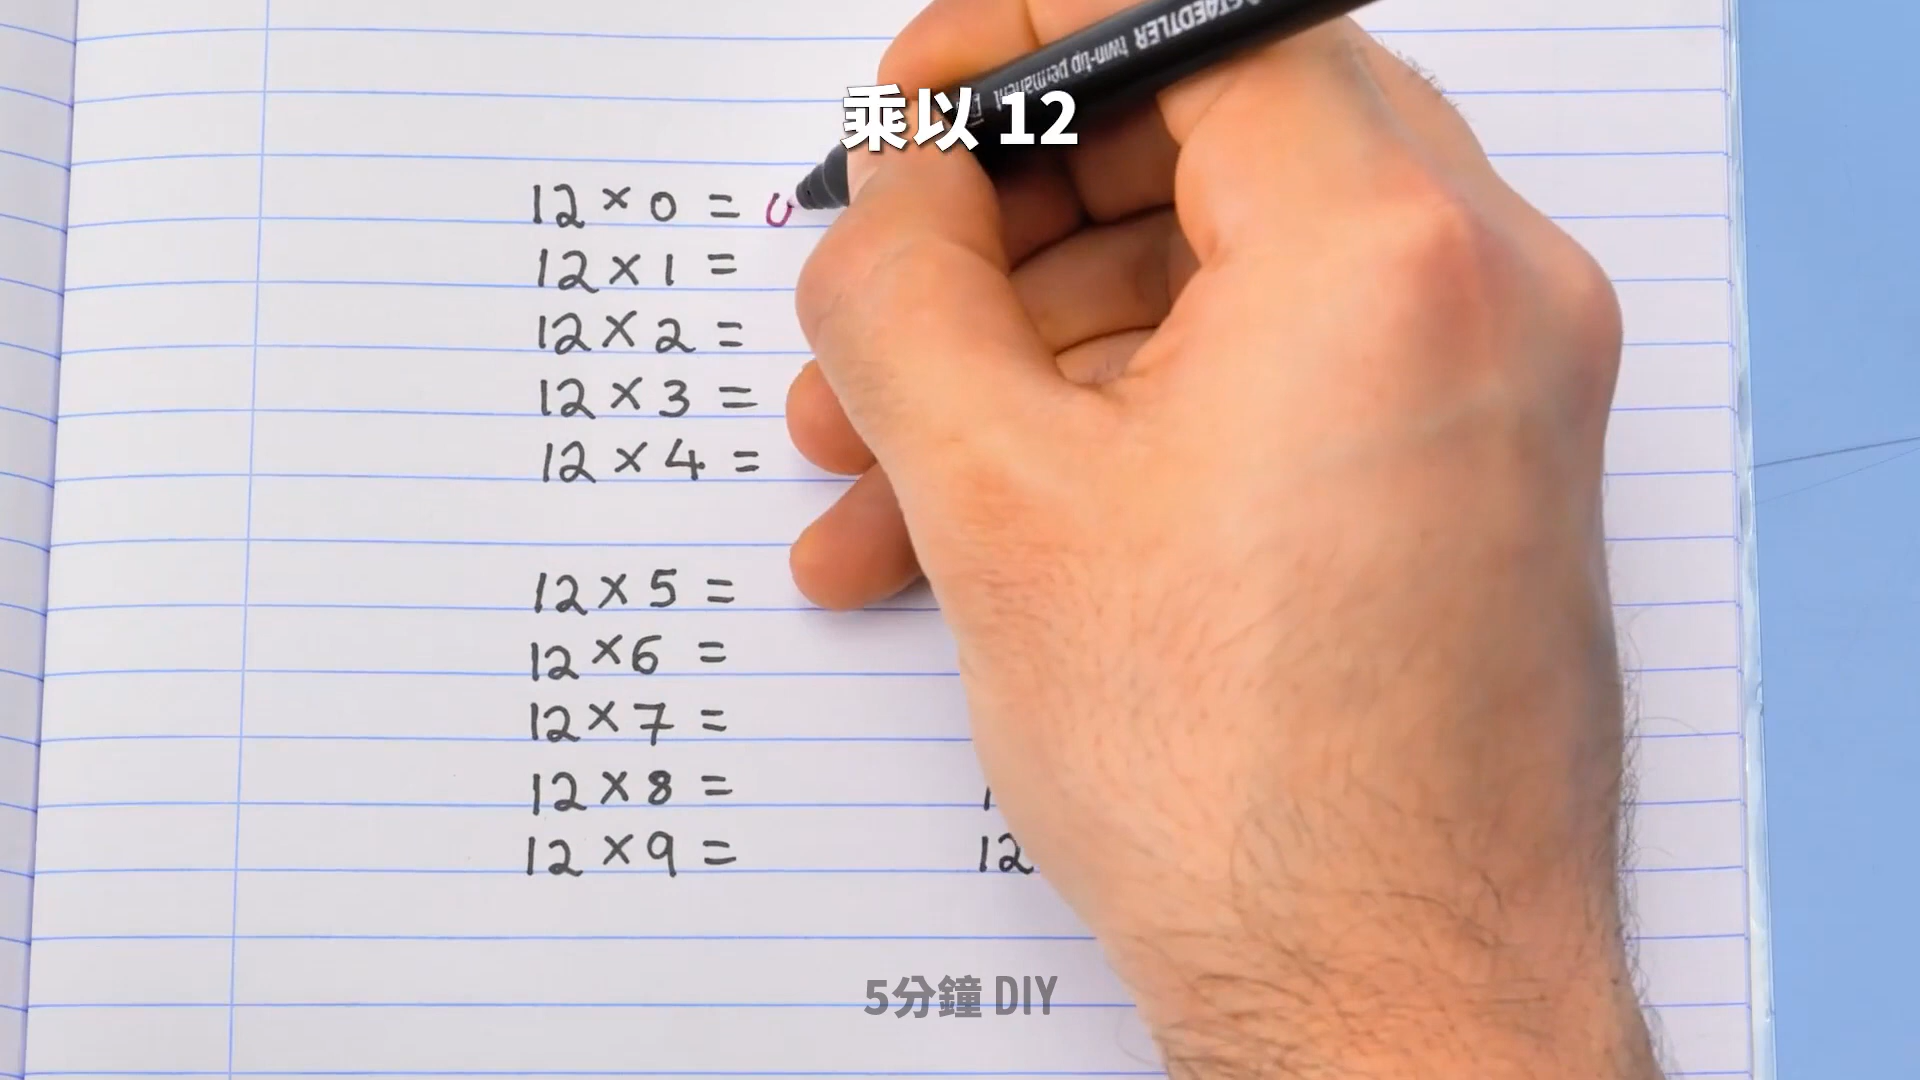 STAEDTLER twin-tip permanent
乘以 12
12 × 0 =
12 × 1 =
12 × 2 =
12 × 3 =
12 × 4 =
12 × 5 =
12 × 6 =
12 × 7 =
12 × 8 =
12 × 9 =
12
5分鐘 DIY